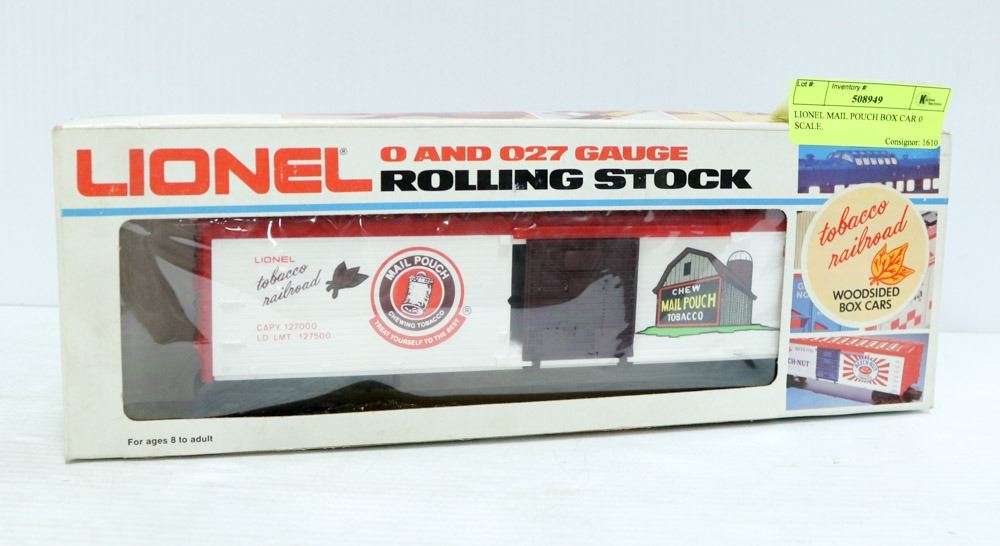 Lot #:
Inventory #
508949
LIONEL MAIL POUCH BOX CAR 0
SCALE.
Consignor: 1610
LIONEL®
O AND O27 GAUGE
ROLLING STOCK
tobacco
railroad
WOODSIDED
BOX CARS
LIONEL
tobacco
railroad
CAPY. 127000
LD LMT. 127500
MAIL POUCH
CHEWING TOBACCO
TREAT YOURSELF TO THE BEST
®
CHEW
MAIL POUCH
TOBACCO
For ages 8 to adult